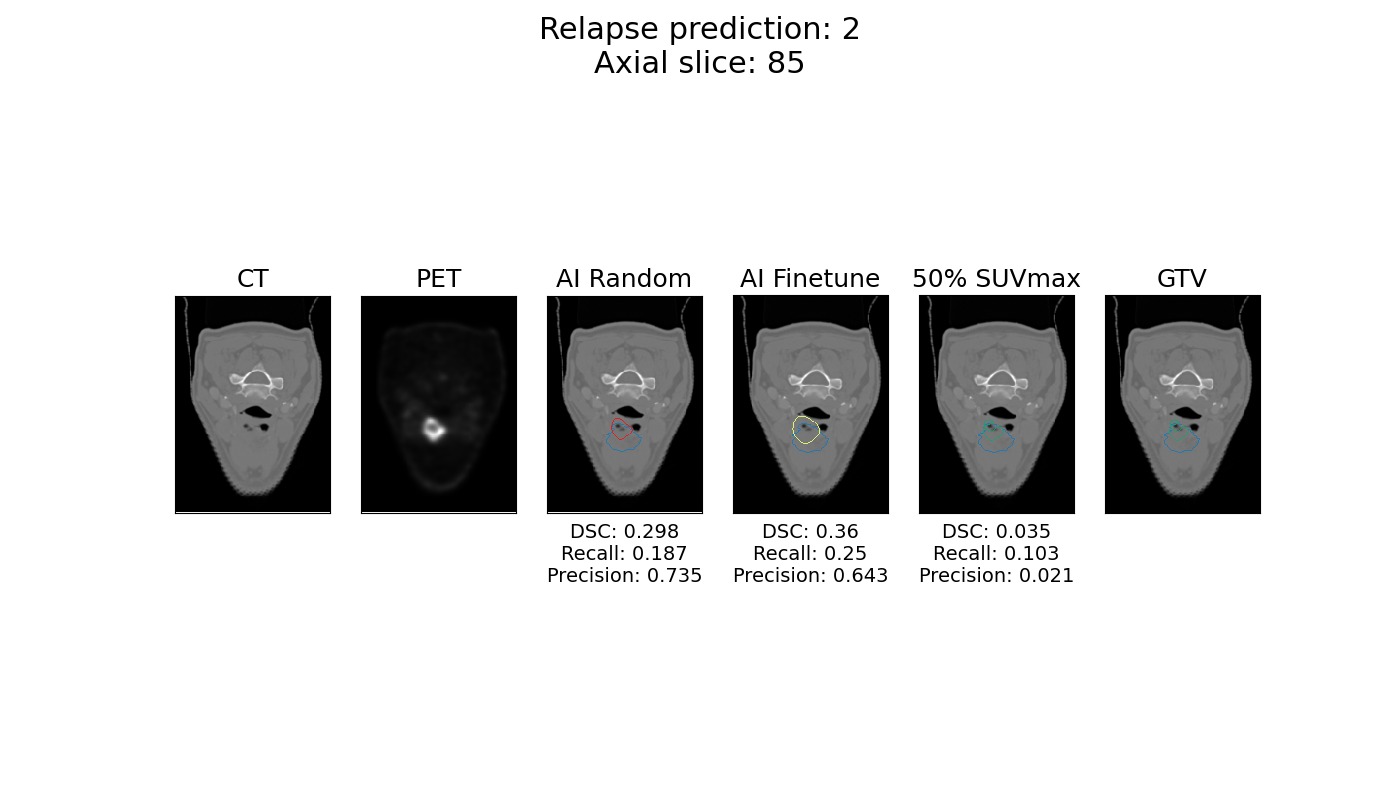 Relapse prediction: 2
Axial slice: 85
CT
PET
AI Random
AI Finetune
50% SUVmax
GTV
DSC: 0.298
Recall: 0.187
Precision: 0.735
DSC: 0.36
Recall: 0.25
Precision: 0.643
DSC: 0.035
Recall: 0.103
Precision: 0.021